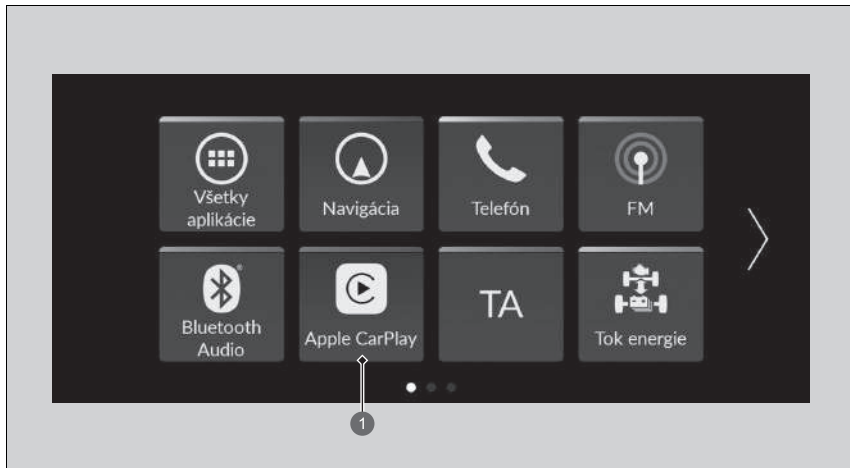 Všetky
aplikácie
Navigácia
Telefón
FM
Bluetooth
Audio
Apple CarPlay
TA
Tok energie
1